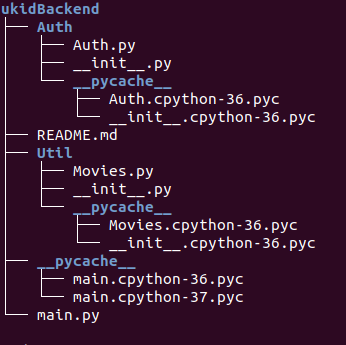 ukidBackend
├── Auth
│   ├── Auth.py
│   ├── __init__.py
│   └── __pycache__
│       ├── Auth.cpython-36.pyc
│       └── __init__.cpython-36.pyc
├── README.md
├── Util
│   ├── Movies.py
│   ├── __init__.py
│   └── __pycache__
│       ├── Movies.cpython-36.pyc
│       └── __init__.cpython-36.pyc
├── __pycache__
│   ├── main.cpython-36.pyc
│   └── main.cpython-37.pyc
└── main.py